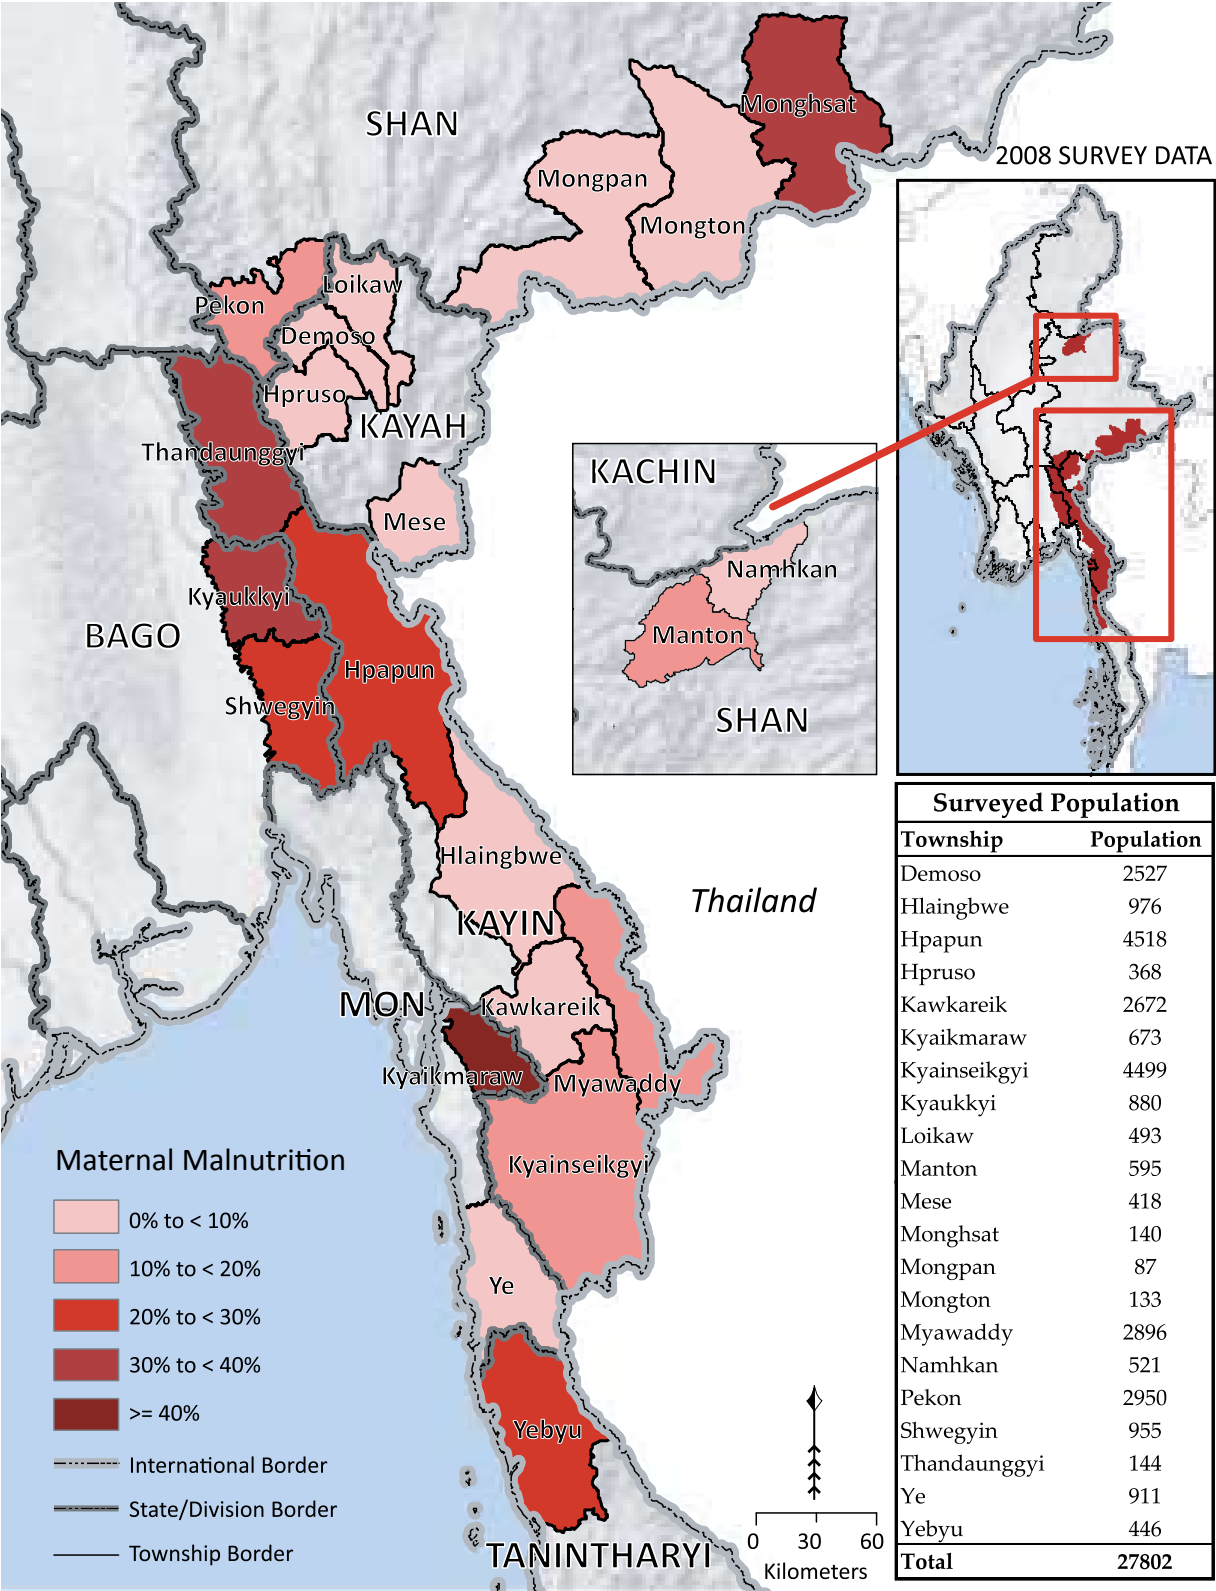 SHAN
Monghsat
2008 SURVEY DATA
Mongpan
Mongton
Loikaw
Pekon
Demoso
Hpruso
KAYAH
Thandaunggyi
KACHIN
Mese
Namhkan
Kyaukkyi
BAGO
Manton
Hpapun
Shwegyin
SHAN
Surveyed Population
Township Population
Demoso 2527
Hlaingbwe 976
Hpapun 4518
Hpruso 368
Kawkareik 2672
Kyaikmaraw 673
Kyainseikgyi 4499
Kyaukkyi 880
Loikaw 493
Manton 595
Mese 418
Monghsat 140
Mongpan 87
Mongton 133
Myawaddy 2896
Namhkan 521
Pekon 2950
Shwegyin 955
Thandaunggyi 144
Ye 911
Yebyu 446
Total 27802
Hlaingbwe
Thailand
KAYIN
MON
Kawkareik
Kyaikmaraw
Myawaddy
Kyainseikgyi
Ye
Yebyu
TANINTHARYI
Maternal Malnutrition
0% to < 10%
10% to < 20%
20% to < 30%
30% to < 40%
>= 40%
International Border
State/Division Border
Township Border
0 30 60
Kilometers